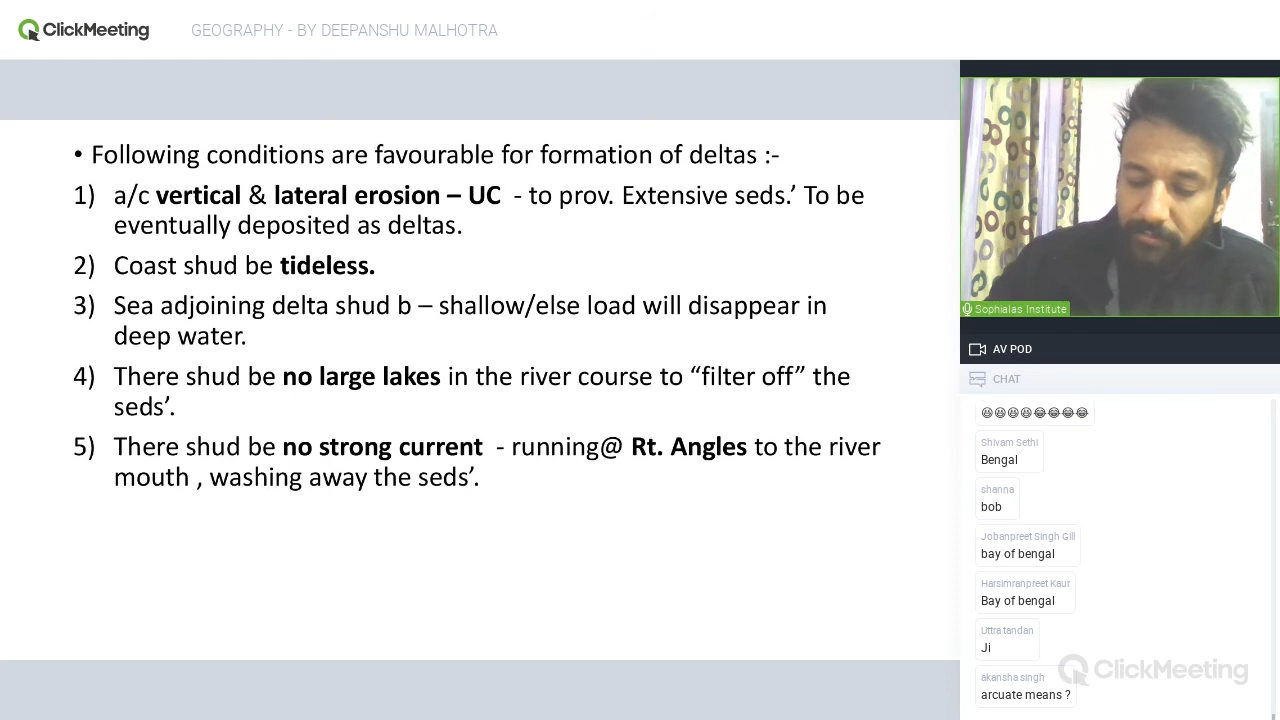 ClickMeeting
GEOGRAPHY - BY DEEPANSHU MALHOTRA
• Following conditions are favourable for formation of deltas :-
1) a/c vertical & lateral erosion – UC - to prov. Extensive seds.’ To be
eventually deposited as deltas.
2) Coast shud be tideless.
3) Sea adjoining delta shud b – shallow/else load will disappear in
deep water.
4) There shud be no large lakes in the river course to “filter off” the
seds’.
5) There shud be no strong current - running@ Rt. Angles to the river
mouth , washing away the seds’.
Sophialas Institute
AV POD
CHAT
😆😆😆😆😂😂😂😂
Shivam Sethi
Bengal
shanna
bob
Jobanpreet Singh Gill
bay of bengal
Harsimranpreet Kaur
Bay of bengal
Uttra tandan
Ji
akansha singh
arcuate means ?
ClickMeeting